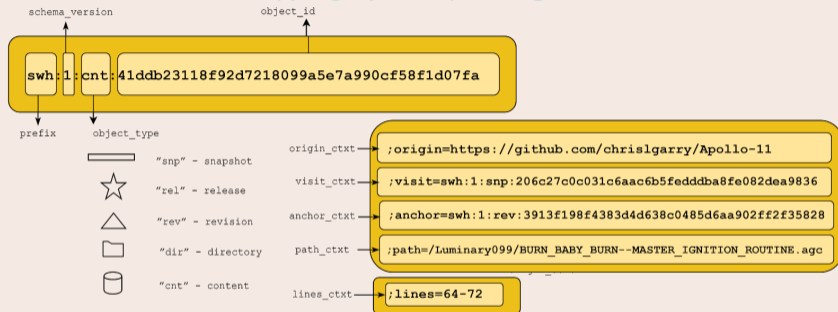 schema_version
object_id
swh:1:cnt:41ddb23118f92d7218099a5e7a990cf58f1d07fa
prefix
object_type
"snp" - snapshot
"rel" - release
"rev" - revision
"dir" - directory
"cnt" - content
origin_ctxt
;origin=https://github.com/chrislgarry/Apollo-11
visit_ctxt
;visit=swh:1:snp:206c27c0c031c6aac6b5fedddba8fe082dea9836
anchor_ctxt
;anchor=swh:1:rev:3913f198f4383d4d638c0485d6aa902ff2f35828
path_ctxt
;path=/Luminary099/BURN_BABY_BURN--MASTER_IGNITION_ROUTINE.agc
lines_ctxt
;lines=64-72